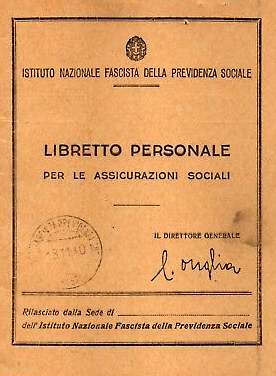 ISTITUTO NAZIONALE FASCISTA DELLA PREVIDENZA SOCIALE
LIBRETTO PERSONALE
PER LE ASSICURAZIONI SOCIALI
IL DIRETTORE GENERALE
Rilasciato dalla Sede di
dell'Istituto Nazionale Fascista della Previdenza Sociale